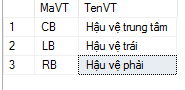 MaVT TenVT
1 CB Hậu vệ trung tâm
2 LB Hậu vệ trái
3 RB Hậu vệ phải